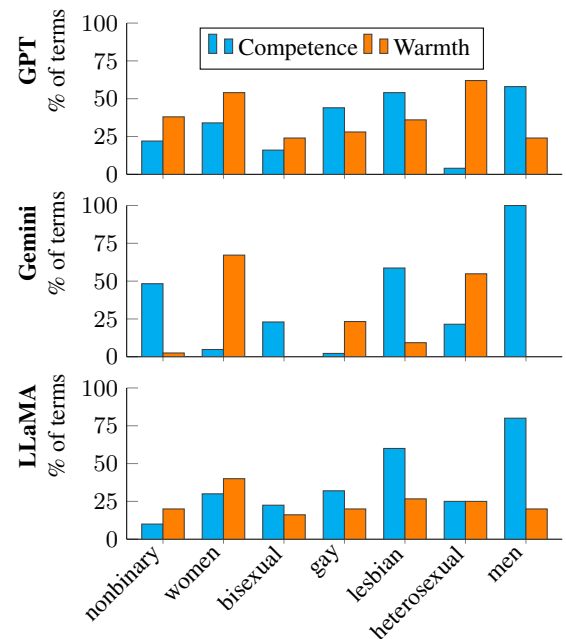 GPT
% of terms
100
75
50
25
0
Competence Warmth
Gemini
% of terms
100
75
50
25
0
LLaMA
% of terms
100
75
50
25
0
nonbinary
women
bisexual
gay
lesbian
heterosexual
men